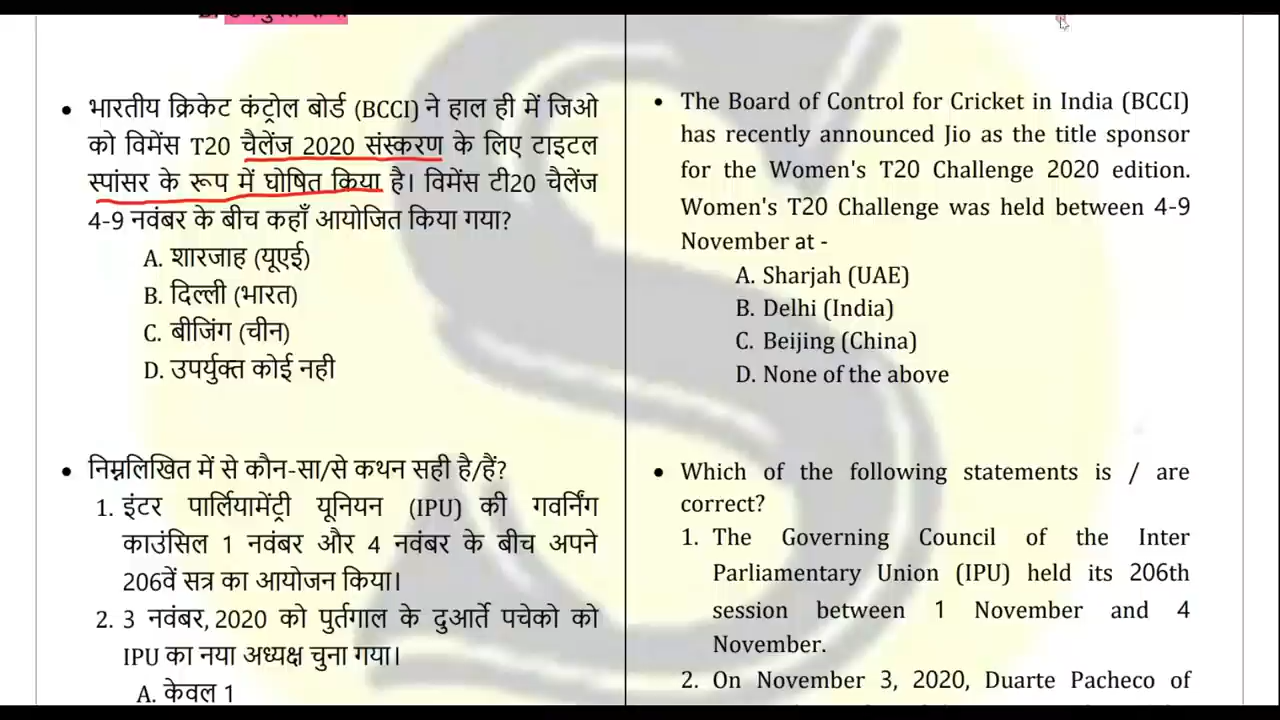 भारतीय क्रिकेट कंट्रोल बोर्ड (BCCI) ने हाल ही में जिओ
को विमेंस T20 चैलेंज 2020 संस्करण के लिए टाइटल
स्पांसर के रूप में घोषित किया है। विमेंस टी20 चैलेंज
4-9 नवंबर के बीच कहाँ आयोजित किया गया?
A. शारजाह (यूएई)
B. दिल्ली (भारत)
C. बीजिंग (चीन)
D. उपर्युक्त कोई नही
निम्नलिखित में से कौन-सा/से कथन सही है/हैं?
1. इंटर पार्लियामेंट्री यूनियन (IPU) की गवर्निंग
काउंसिल 1 नवंबर और 4 नवंबर के बीच अपने
206वें सत्र का आयोजन किया।
2. 3 नवंबर, 2020 को पुर्तगाल के दुआर्ते पचेको को
IPU का नया अध्यक्ष चुना गया।
A. केवल 1
The Board of Control for Cricket in India (BCCI)
has recently announced Jio as the title sponsor
for the Women's T20 Challenge 2020 edition.
Women's T20 Challenge was held between 4-9
November at -
A. Sharjah (UAE)
B. Delhi (India)
C. Beijing (China)
D. None of the above
Which of the following statements is / are
correct?
1. The Governing Council of the Inter
Parliamentary Union (IPU) held its 206th
session between 1 November and 4
November.
2. On November 3, 2020, Duarte Pacheco of